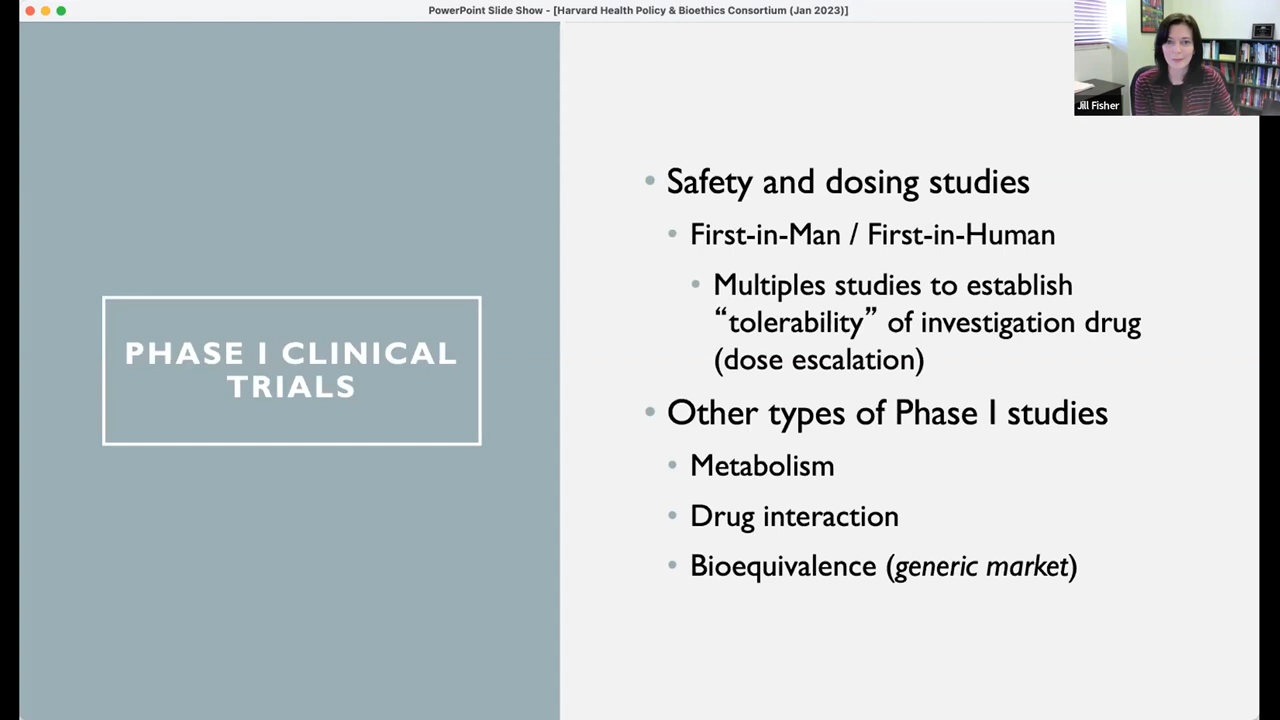 PowerPoint Slide Show - [Harvard Health Policy & Bioethics Consortium (Jan 2023)]
Jill Fisher
PHASE I CLINICAL
TRIALS
• Safety and dosing studies
• First-in-Man / First-in-Human
• Multiples studies to establish
“tolerability” of investigation drug
(dose escalation)
• Other types of Phase I studies
• Metabolism
• Drug interaction
• Bioequivalence (generic market)